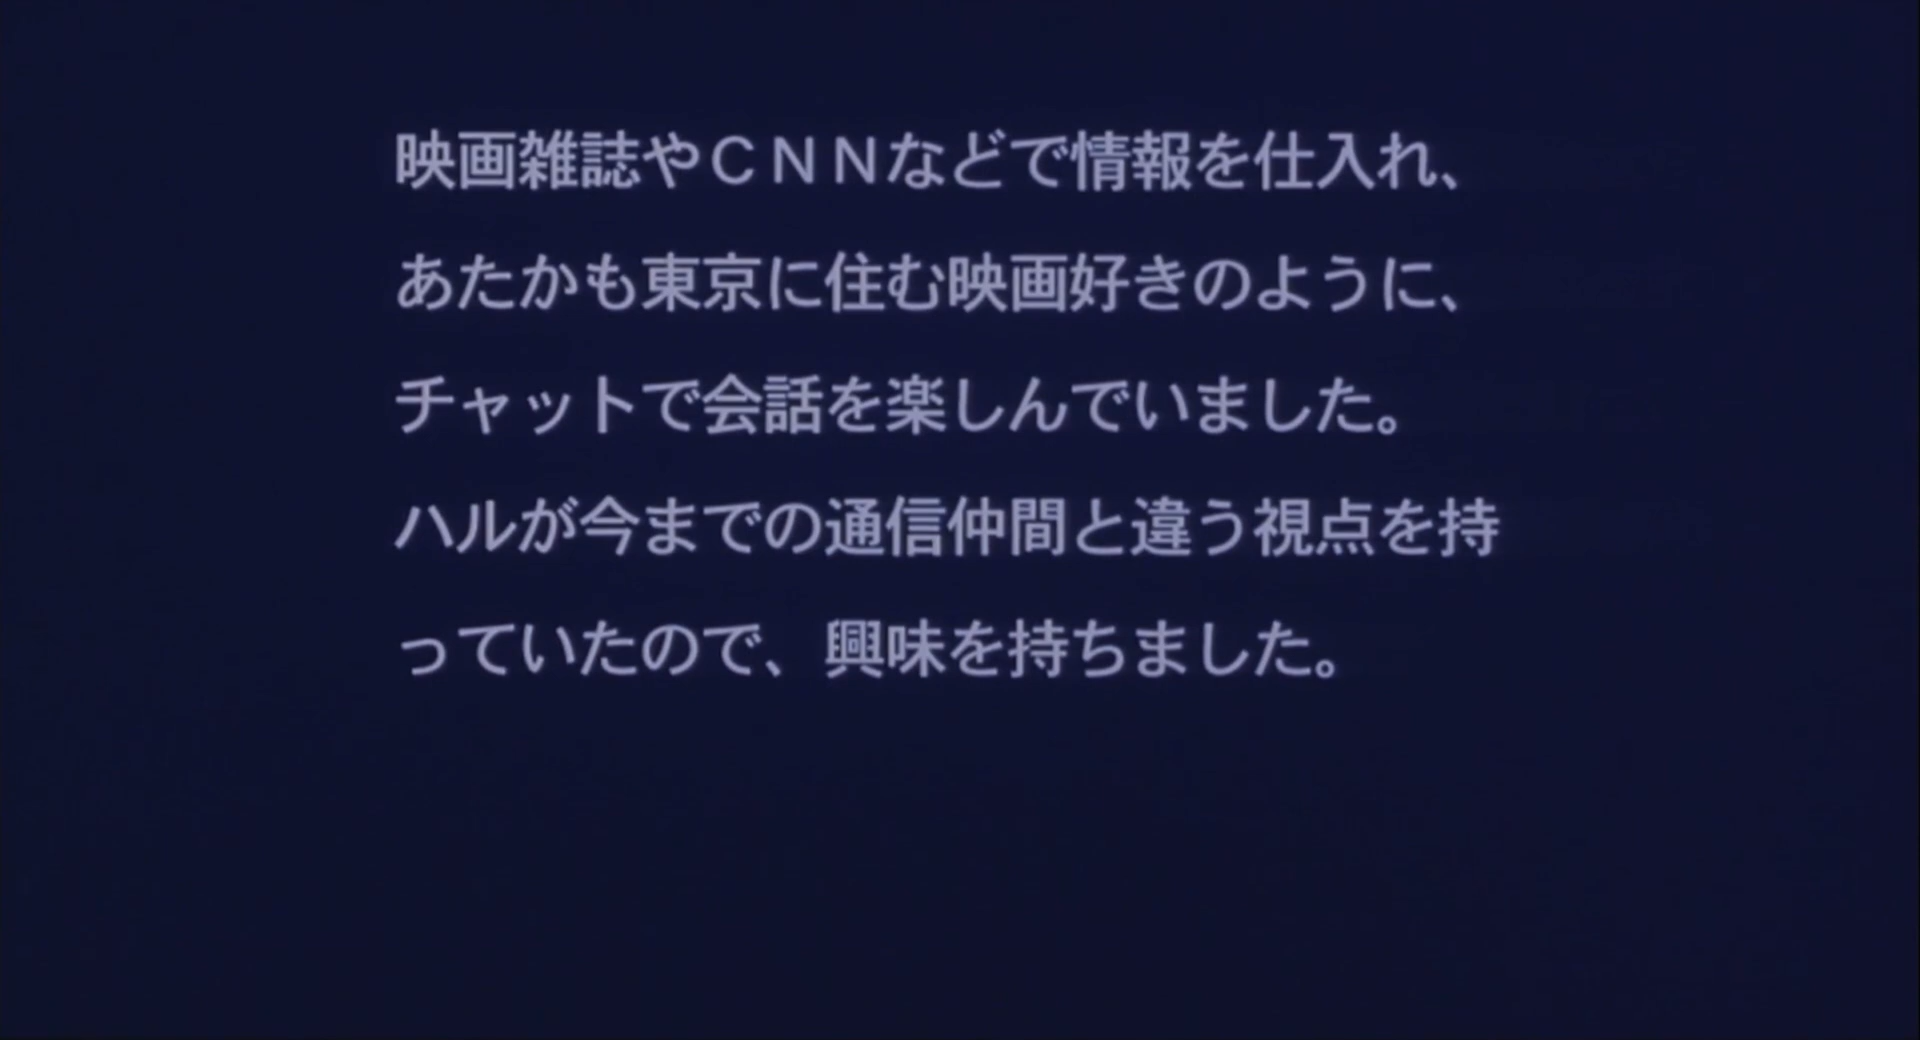 映画雑誌やＣＮＮなどで情報を仕入れ、
あたかも東京に住む映画好きのように、
チャットで会話を楽しんでいました。
ハルが今までの通信仲間と違う視点を持
っていたので、興味を持ちました。